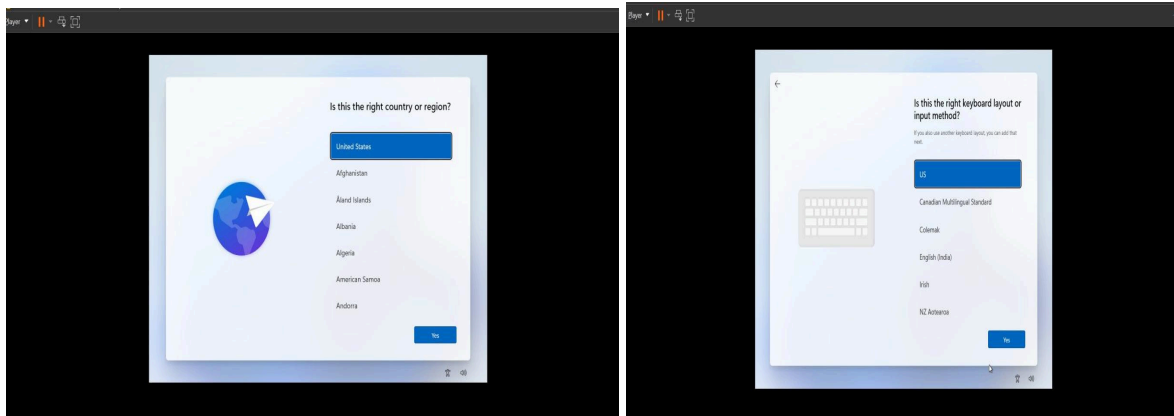 Player
Is this the right country or region?
United States
Afghanistan
Åland Islands
Albania
Algeria
American Samoa
Andorra
Yes
Player
Is this the right keyboard layout or
input method?
If you also use another keyboard layout, you can add that
next.
US
Canadian Multilingual Standard
Colemak
English (India)
Irish
NZ Aotearoa
Yes